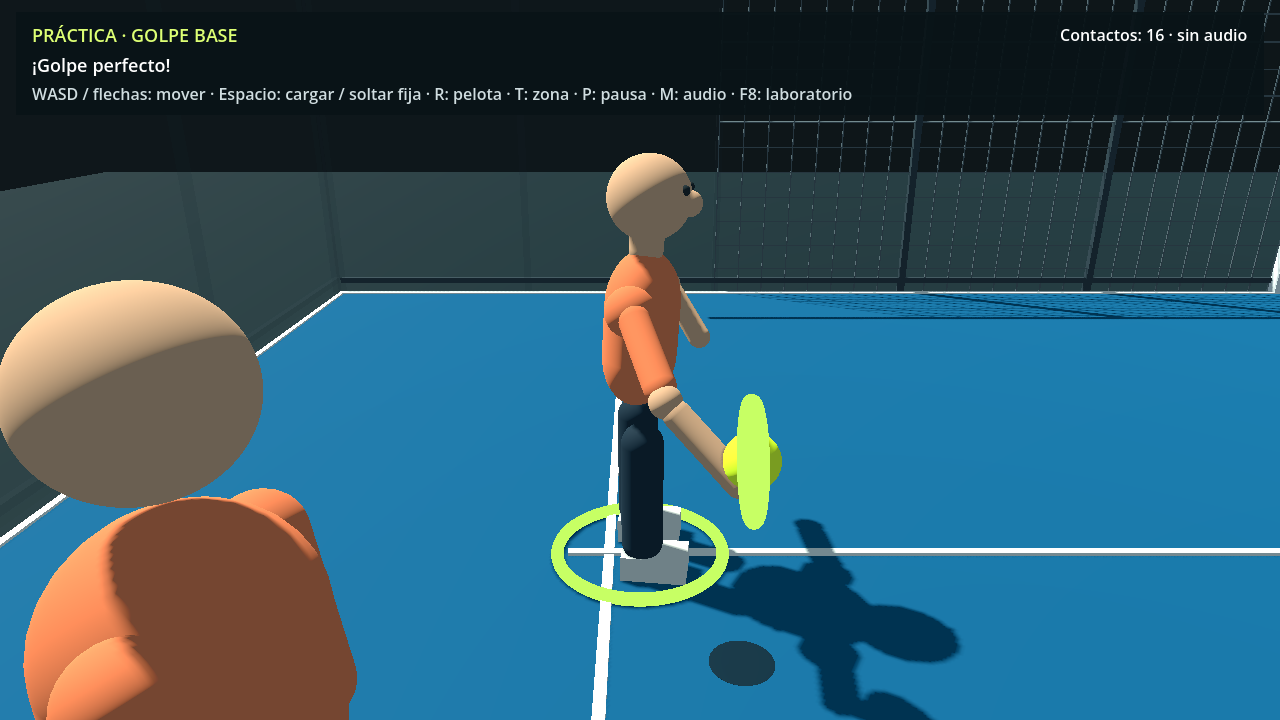 PRÁCTICA · GOLPE BASE
Contactos: 16 · sin audio
¡Golpe perfecto!
WASD / flechas: mover · Espacio: cargar / soltar fija · R: pelota · T: zona · P: pausa · M: audio · F8: laboratorio